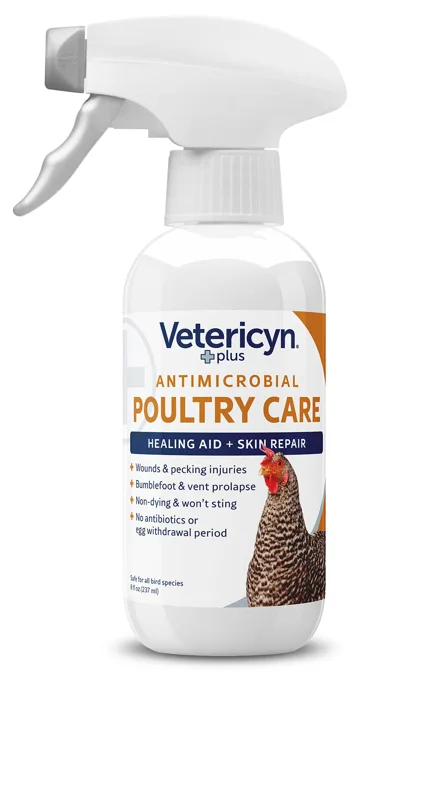 Vetericyn®
plus
ANTIMICROBIAL
POULTRY CARE
HEALING AID + SKIN REPAIR
+ Wounds & pecking injuries
+ Bumblefoot & vent prolapse
+ Non-dying & won't sting
+ No antibiotics or
egg withdrawal period
Safe for all bird species
8 fl oz (237 ml)